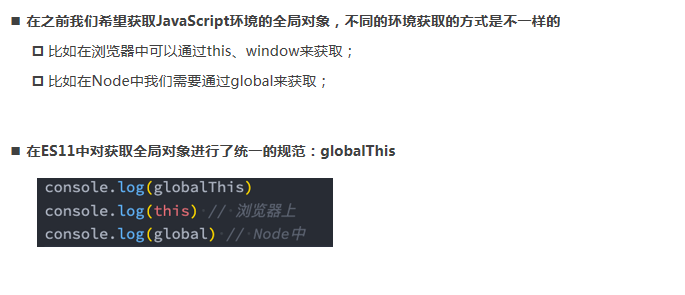 在之前我们希望获取JavaScript环境的全局对象，不同的环境获取的方式是不一样的
比如在浏览器中可以通过this、window来获取；
比如在Node中我们需要通过global来获取；
在ES11中对获取全局对象进行了统一的规范：globalThis
console.log(globalThis)
console.log(this) // 浏览器上
console.log(global) // Node中